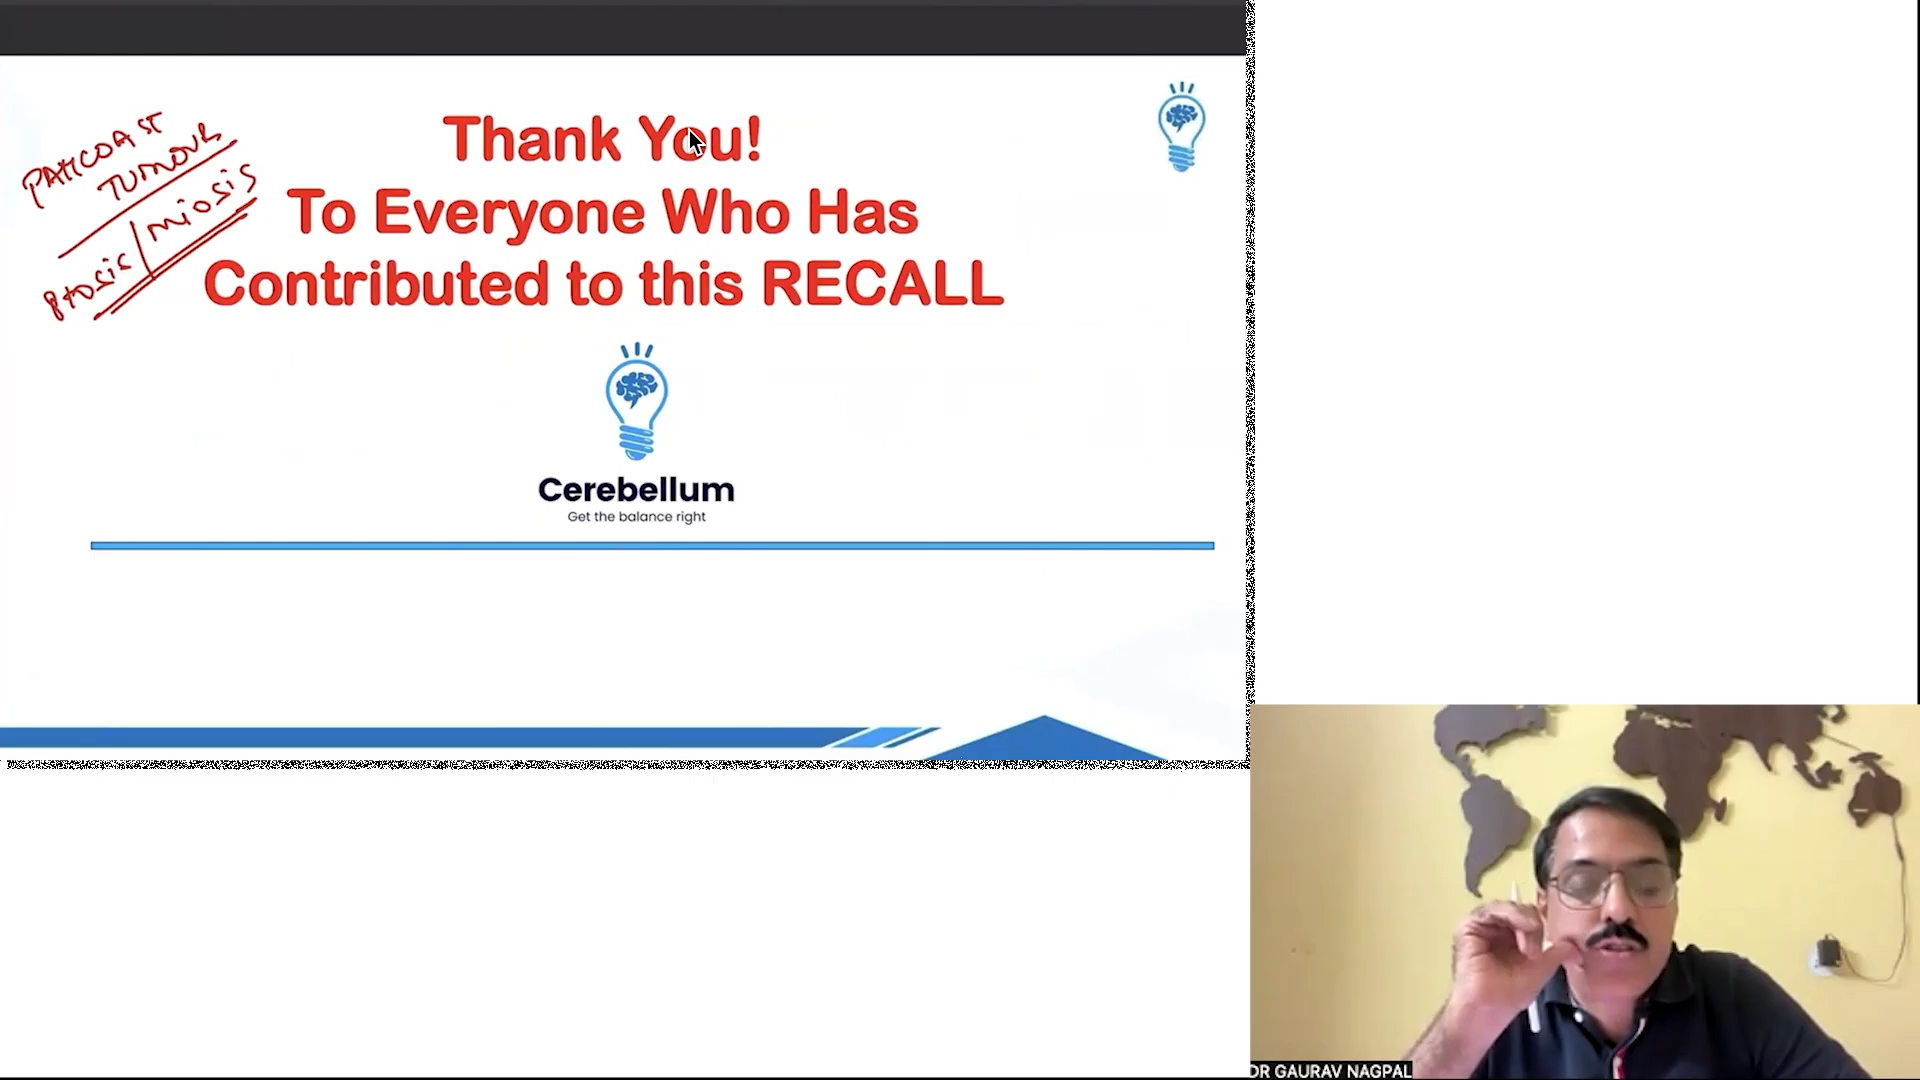 PANCOAST
TUMOUR
ptosis/miosis
Thank You!
To Everyone Who Has
Contributed to this RECALL
Cerebellum
Get the balance right
DR GAURAV NAGPAL